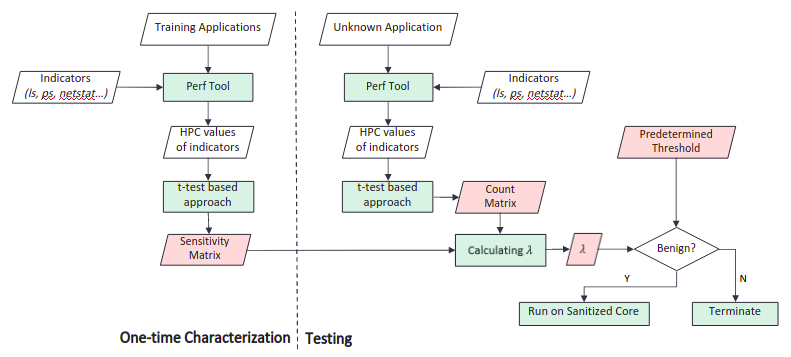 Training Applications
Unknown Application
Indicators
(ls, ps, netstat...)
Perf Tool
Perf Tool
Indicators
(ls, ps, netstat...)
HPC values
of indicators
HPC values
of indicators
Predetermined
Threshold
t-test based
approach
t-test based
approach
Count
Matrix
Sensitivity
Matrix
Calculating λ
λ
Benign?
Y
N
Run on Sanitized Core
Terminate
One-time Characterization
Testing